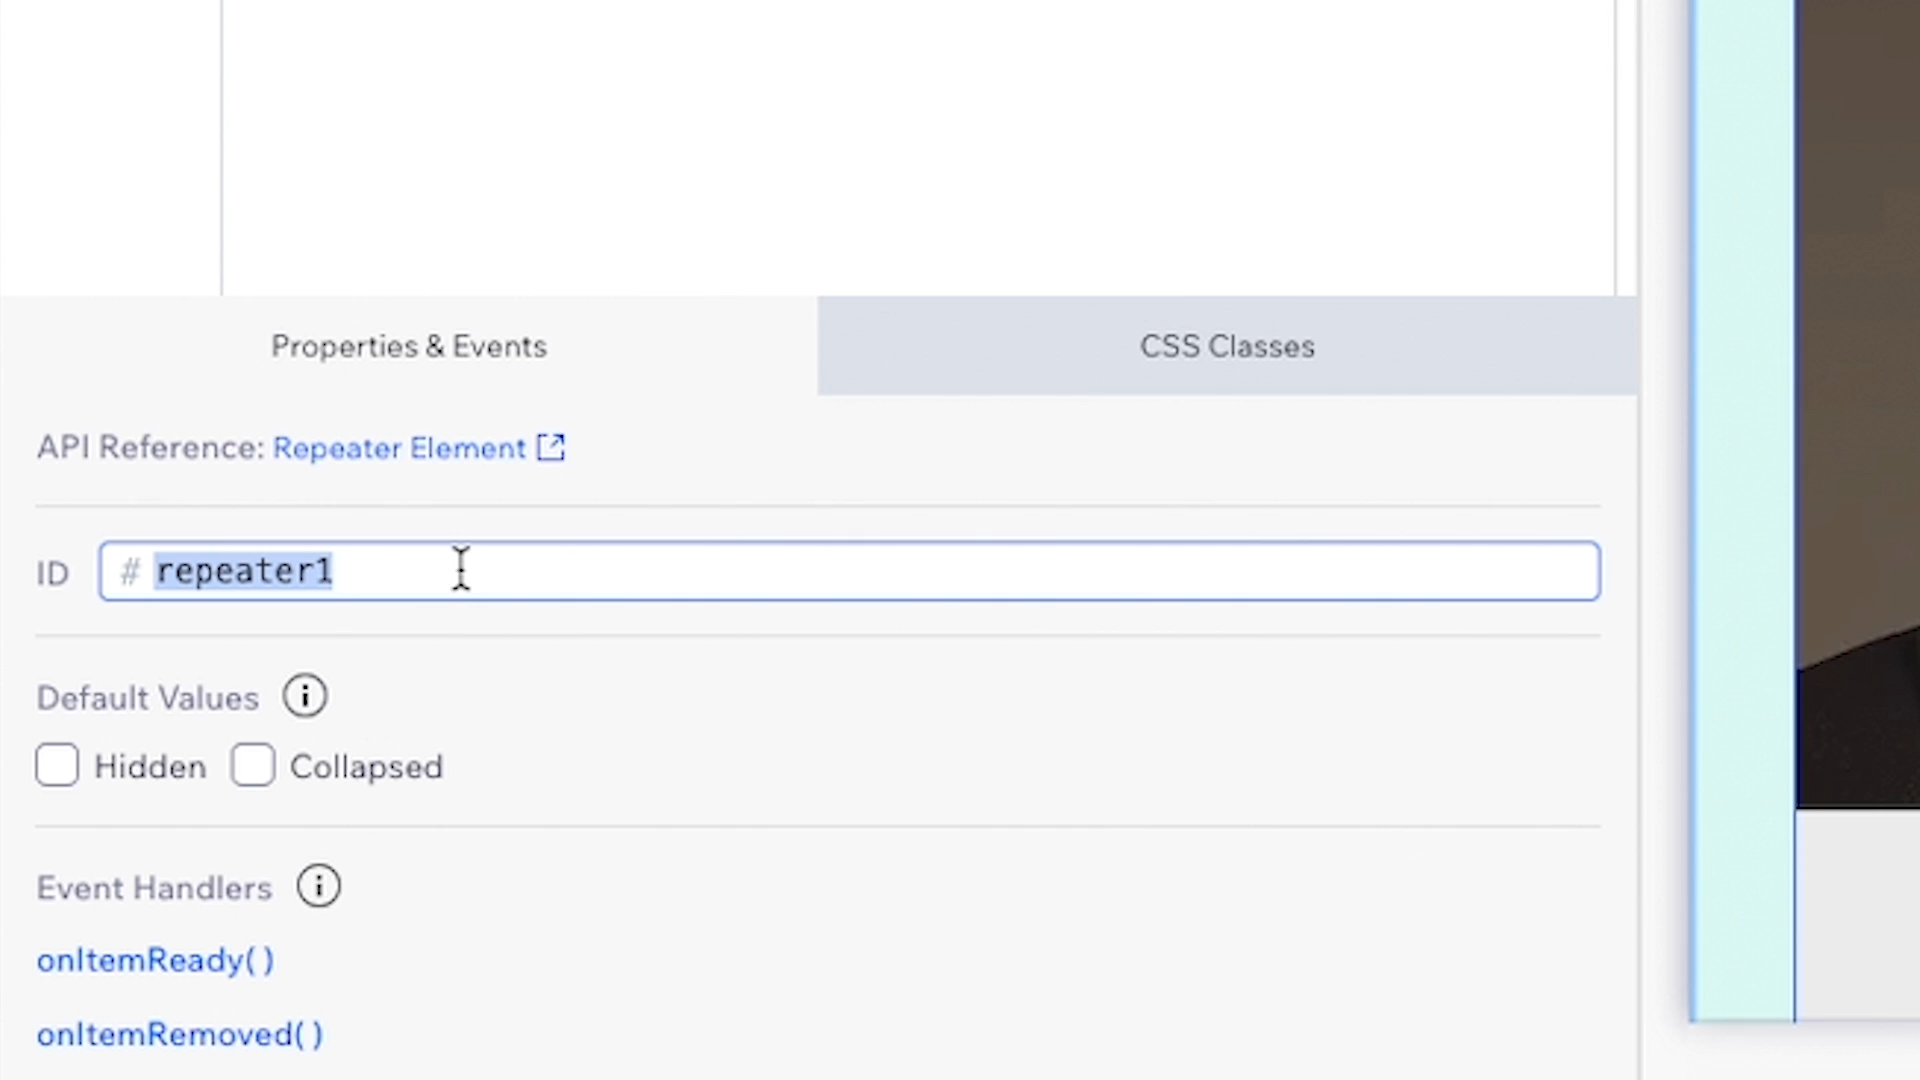 Properties & Events
CSS Classes
API Reference: Repeater Element
ID # repeater1
Default Values
Hidden Collapsed
Event Handlers
onItemReady( )
onItemRemoved( )